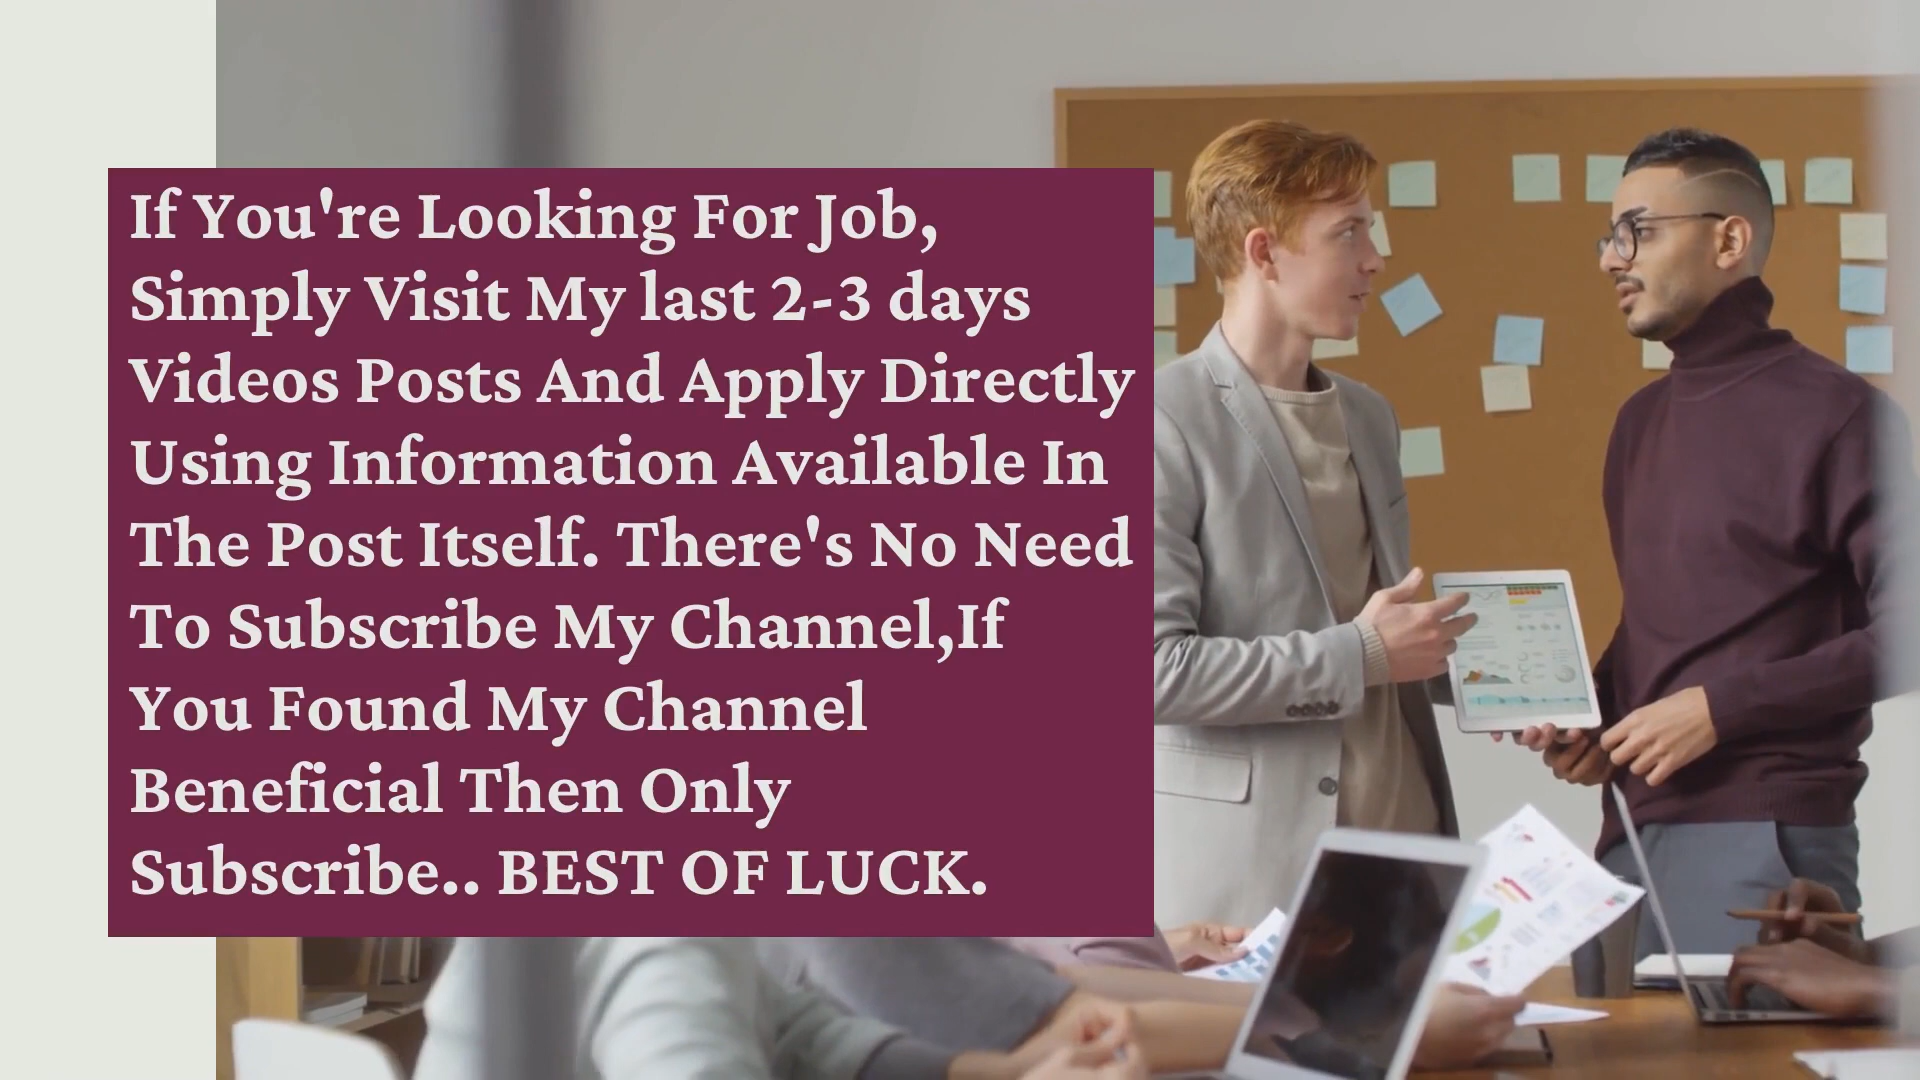 If You're Looking For Job,
Simply Visit My last 2-3 days
Videos Posts And Apply Directly
Using Information Available In
The Post Itself. There's No Need
To Subscribe My Channel,If
You Found My Channel
Beneficial Then Only
Subscribe.. BEST OF LUCK.